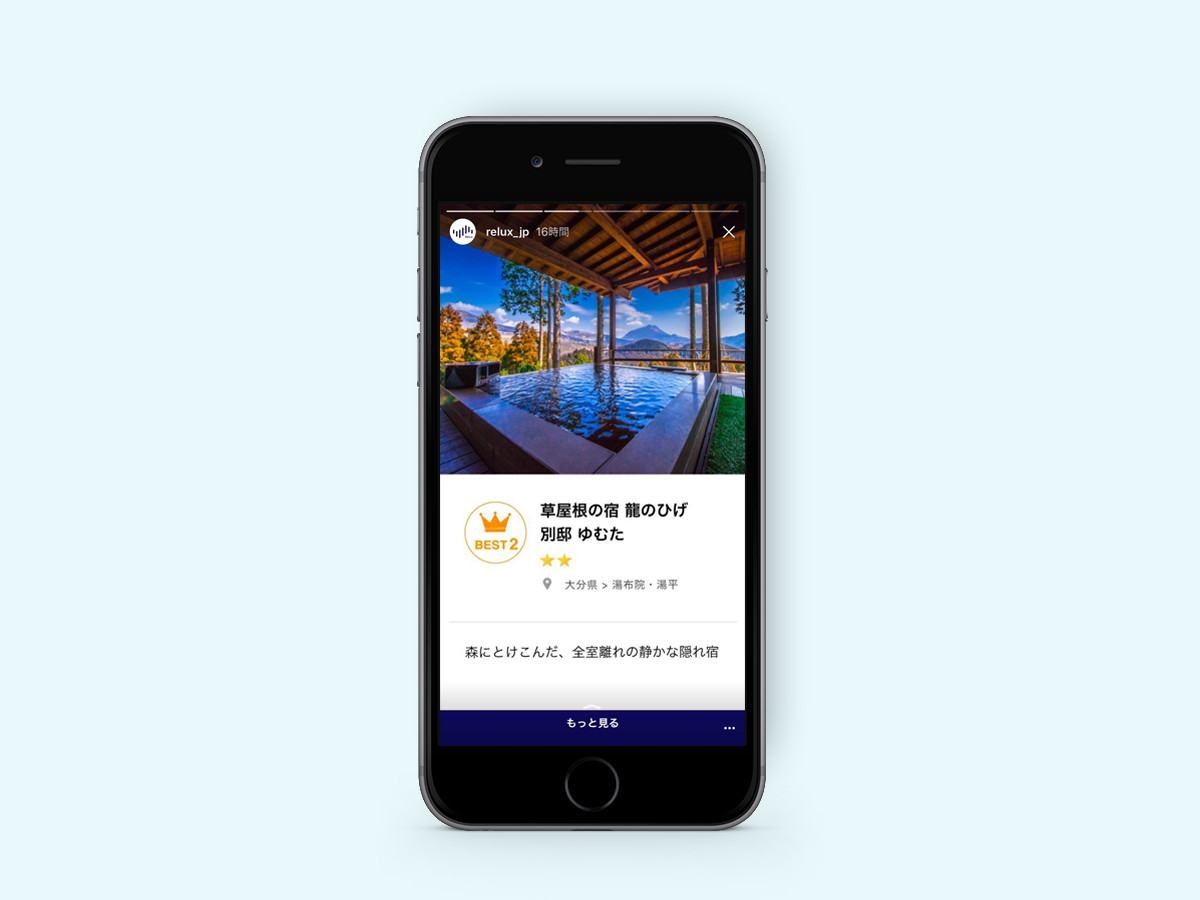 relux_jp 16時間
草屋根の宿 龍のひげ
別邸 ゆむた
BEST 2
大分県 > 湯布院・湯平
森にとけこんだ、全室離れの静かな隠れ宿
もっと見る